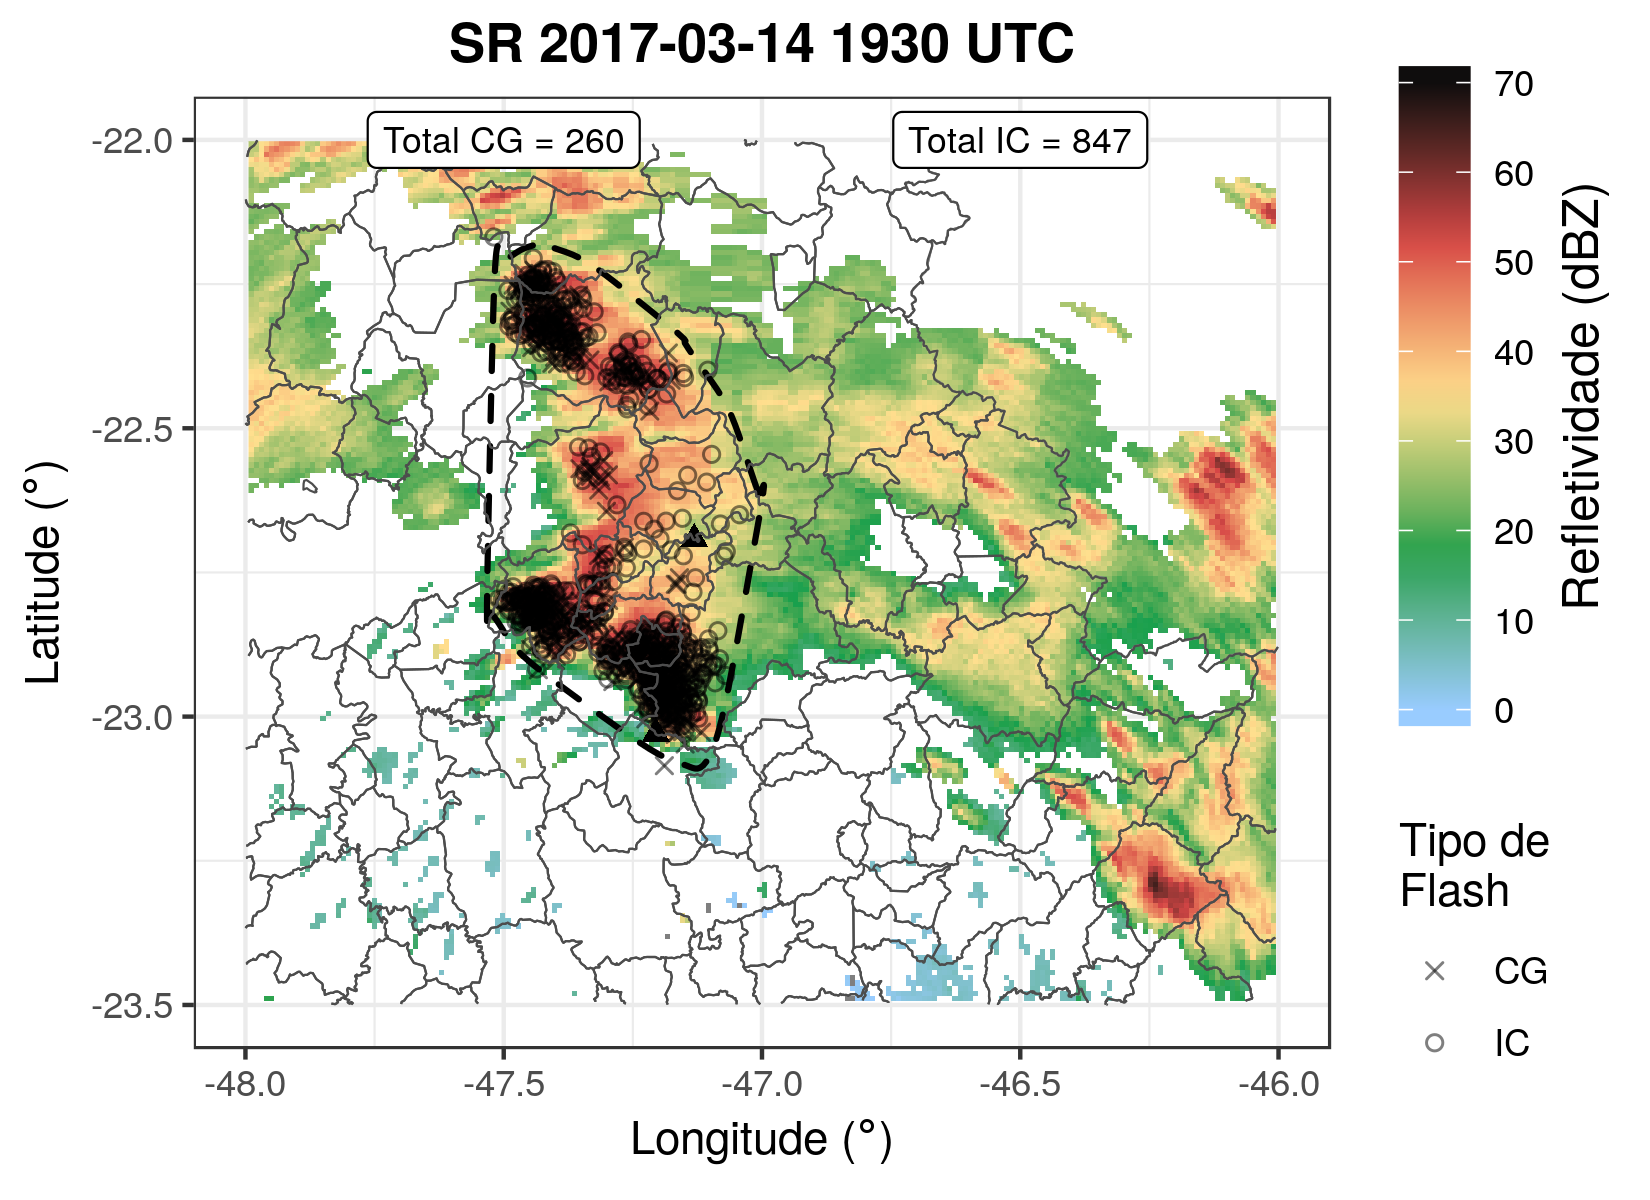 SR 2017-03-14 1930 UTC
Total CG = 260
Total IC = 847
-22.0
-22.5
-23.0
-23.5
Latitude (°)
-48.0
-47.5
-47.0
-46.5
-46.0
Longitude (°)
70
60
50
40
30
20
10
0
Refletividade (dBZ)
Tipo de
Flash
CG
IC